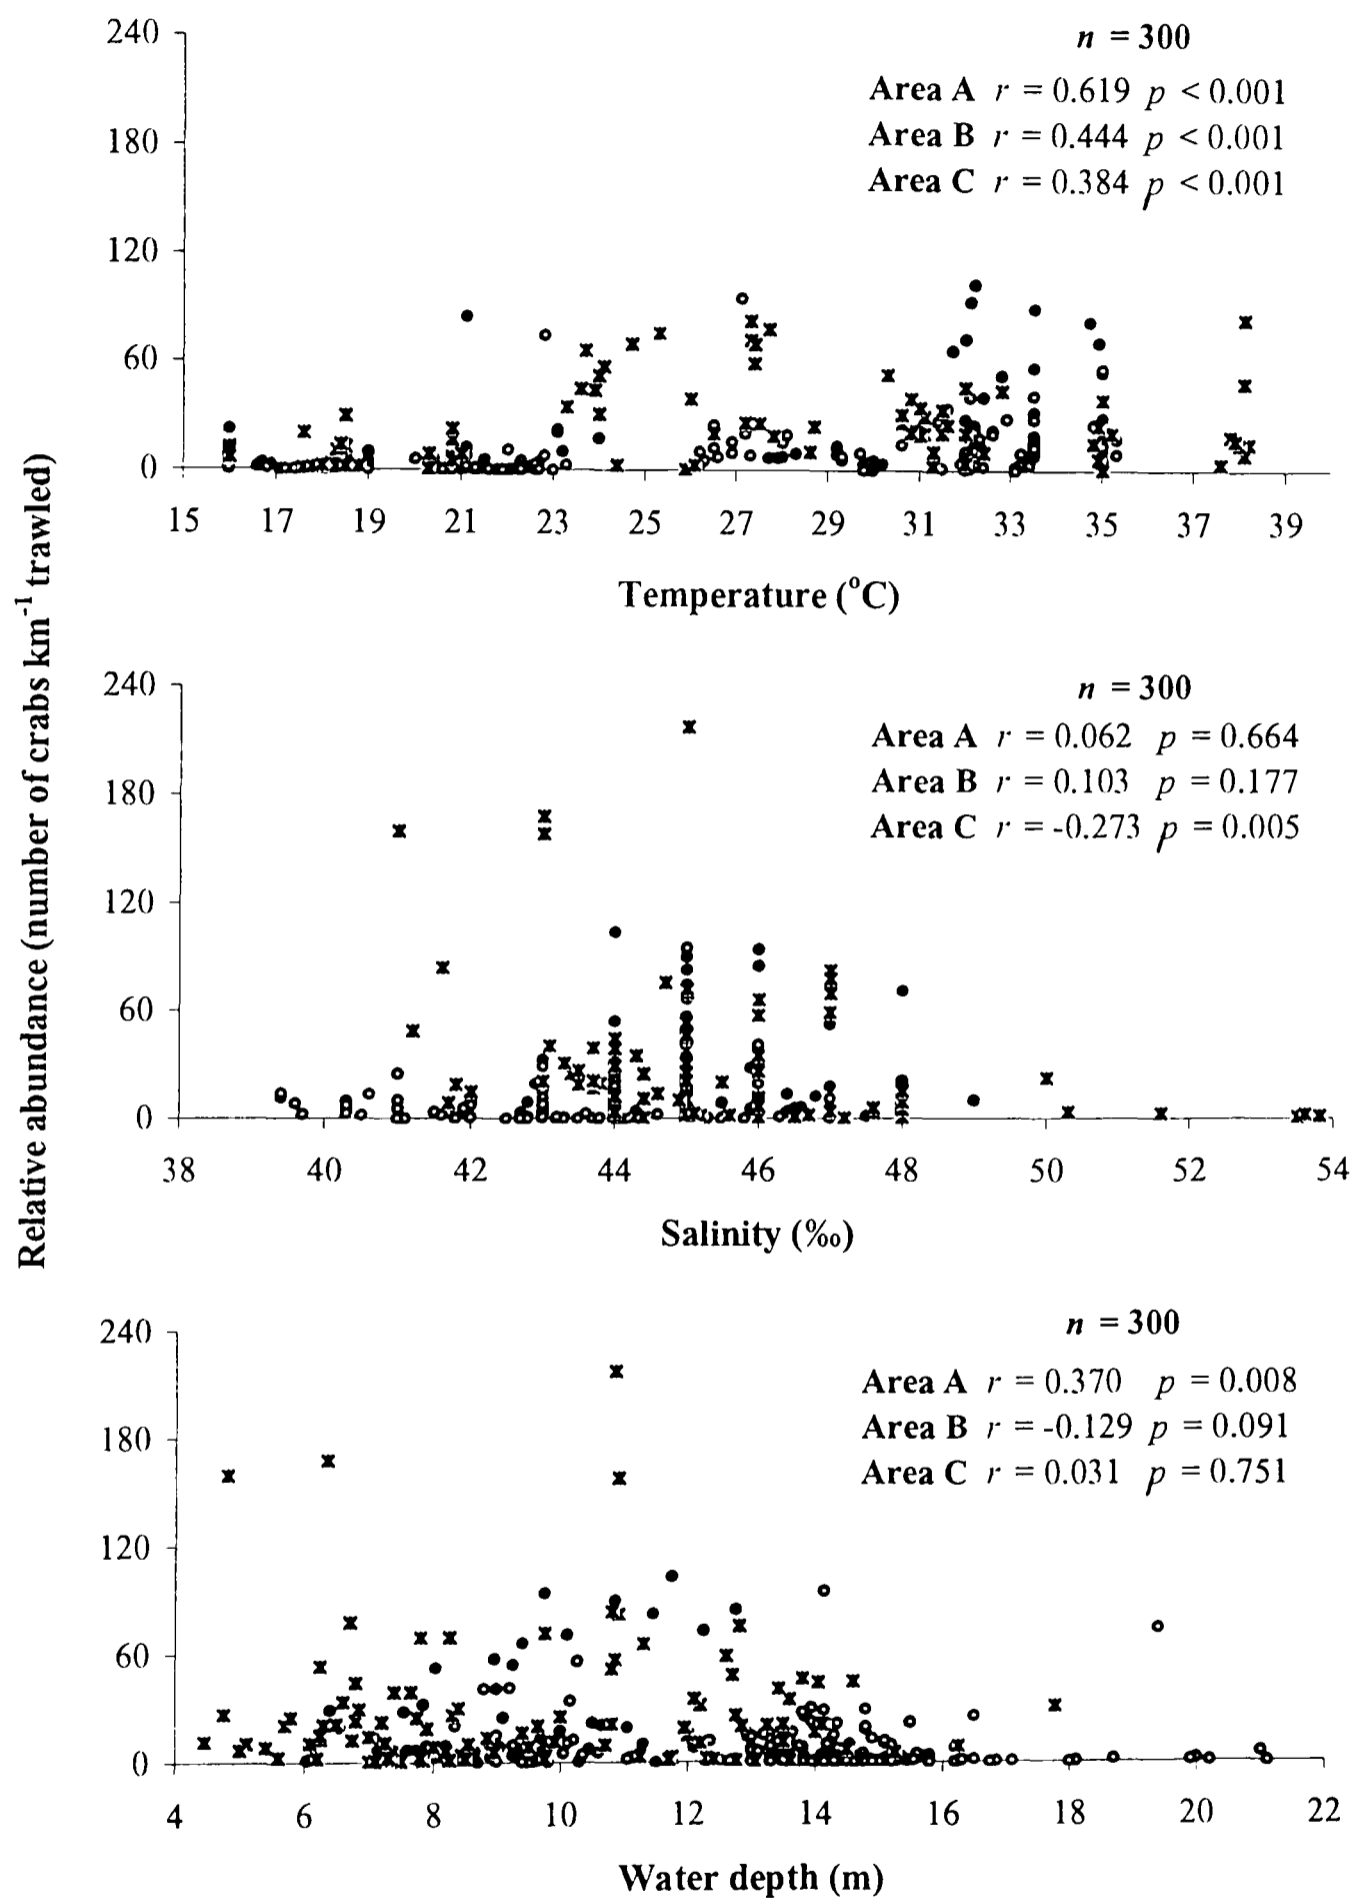 Relative abundance (number of crabs km-1 trawled)
n = 300
Area A r = 0.619 p < 0.001
Area B r = 0.444 p < 0.001
Area C r = 0.384 p < 0.001
240
180
120
60
0
15 17 19 21 23 25 27 29 31 33 35 37 39
Temperature (°C)
n = 300
Area A r = 0.062 p = 0.664
Area B r = 0.103 p = 0.177
Area C r = -0.273 p = 0.005
240
180
120
60
0
38 40 42 44 46 48 50 52 54
Salinity (‰)
n = 300
Area A r = 0.370 p = 0.008
Area B r = -0.129 p = 0.091
Area C r = 0.031 p = 0.751
240
180
120
60
0
4 6 8 10 12 14 16 18 20 22
Water depth (m)